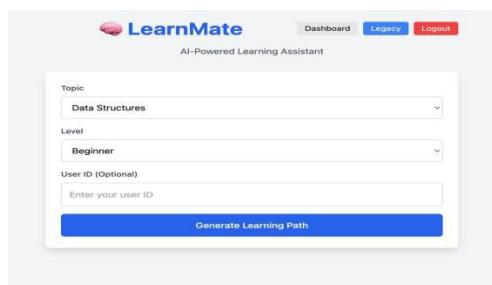 LearnMate
Dashboard
Legacy
Logout
AI-Powered Learning Assistant
Topic
Data Structures
Level
Beginner
User ID (Optional)
Enter your user ID
Generate Learning Path